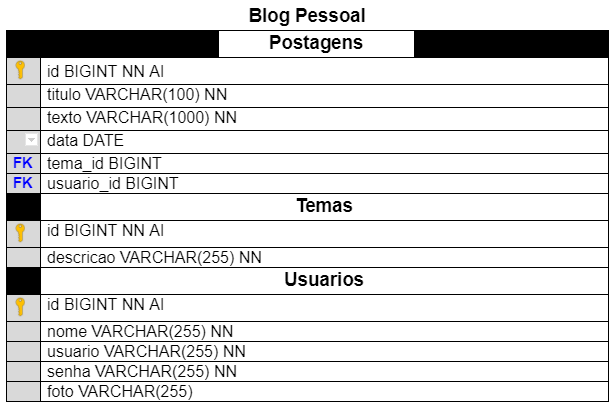 Blog Pessoal
Postagens
id BIGINT NN AI
titulo VARCHAR(100) NN
texto VARCHAR(1000) NN
data DATE
FK tema_id BIGINT
FK usuario_id BIGINT
Temas
id BIGINT NN AI
descricao VARCHAR(255) NN
Usuarios
id BIGINT NN AI
nome VARCHAR(255) NN
usuario VARCHAR(255) NN
senha VARCHAR(255) NN
foto VARCHAR(255)